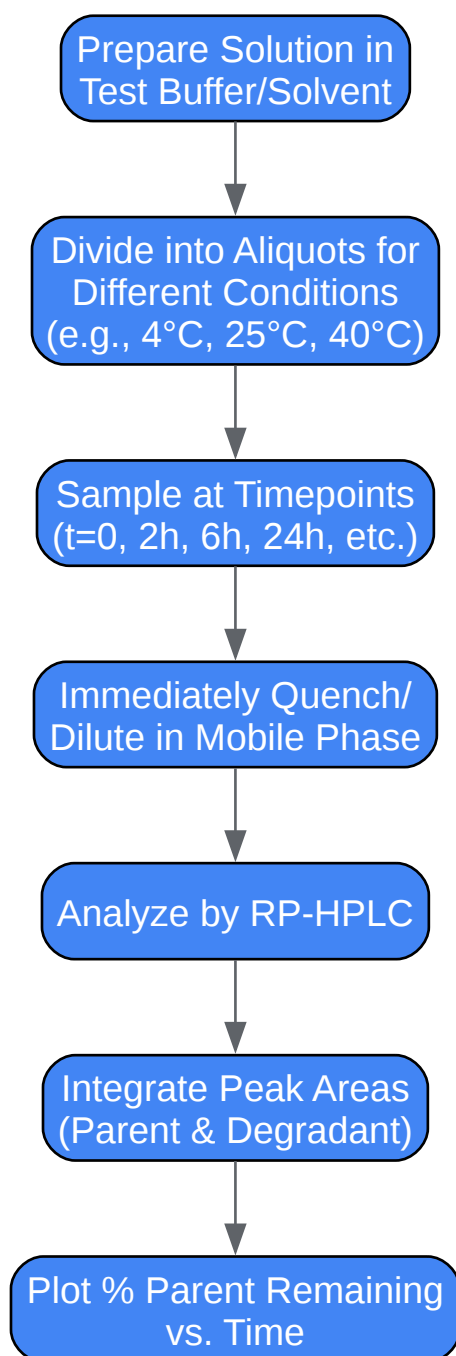 Prepare Solution in
Test Buffer/Solvent
Divide into Aliquots for
Different Conditions
(e.g., 4°C, 25°C, 40°C)
Sample at Timepoints
(t=0, 2h, 6h, 24h, etc.)
Immediately Quench/
Dilute in Mobile Phase
Analyze by RP-HPLC
Integrate Peak Areas
(Parent & Degradant)
Plot % Parent Remaining
vs. Time